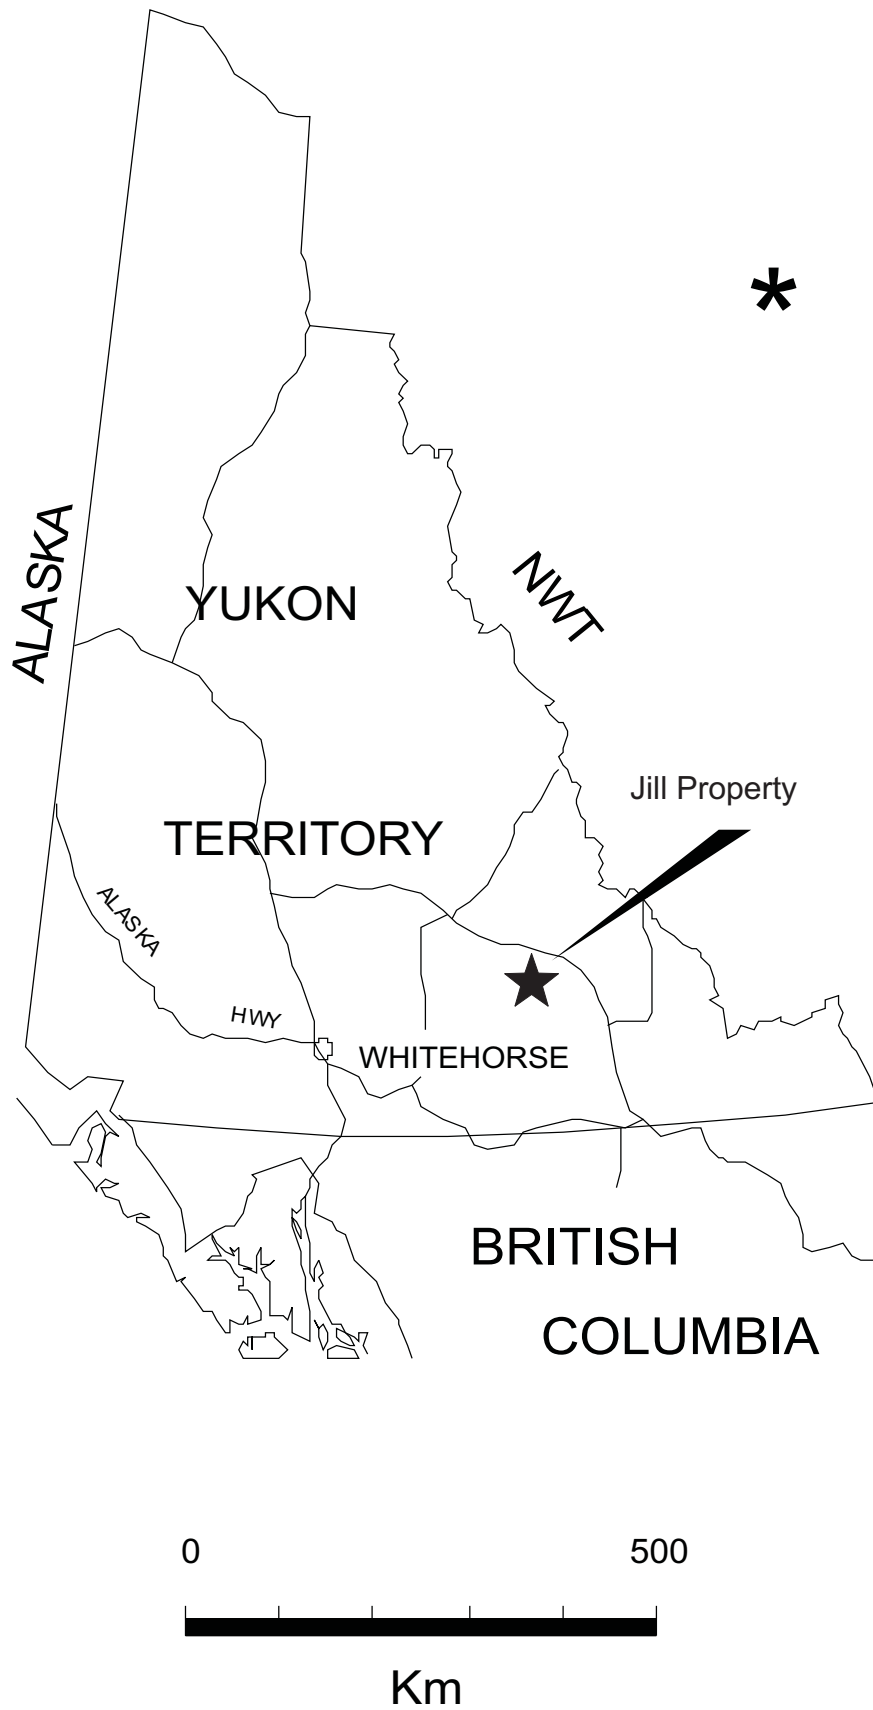 *
ALASKA
NWT
YUKON
Jill Property
TERRITORY
ALASKA
HWY
WHITEHORSE
BRITISH
COLUMBIA
0 500
Km